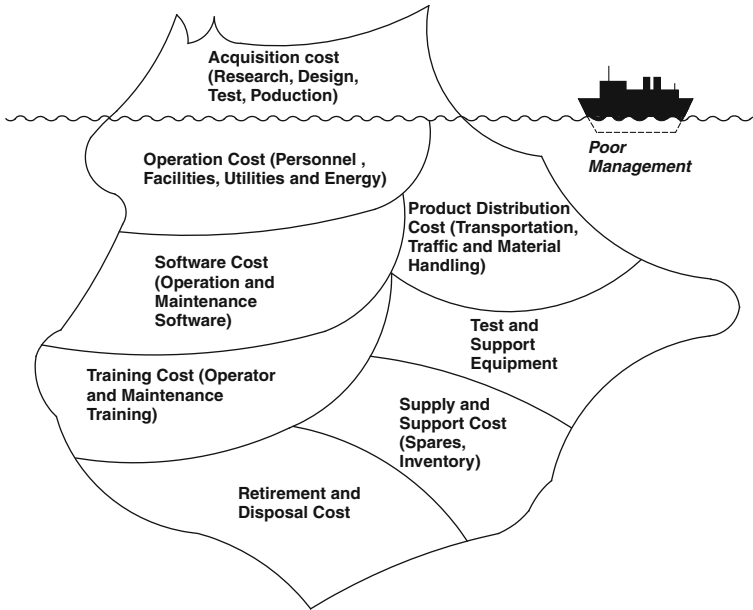 Acquisition cost
(Research, Design,
Test, Poduction)
Poor
Management
Operation Cost (Personnel ,
Facilities, Utilities and Energy)
Product Distribution
Cost (Transportation,
Traffic and Material
Handling)
Software Cost
(Operation and
Maintenance
Software)
Test and
Support
Equipment
Training Cost (Operator
and Maintenance
Training)
Supply and
Support Cost
(Spares,
Inventory)
Retirement and
Disposal Cost